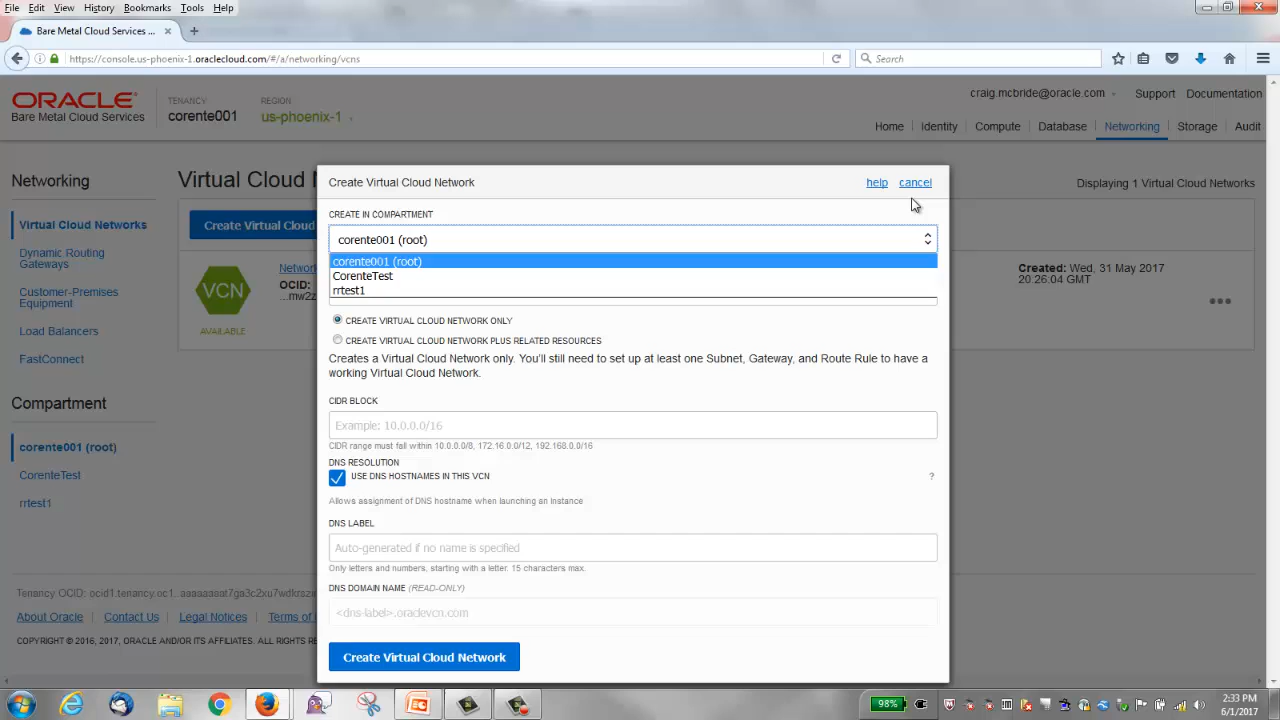 File Edit View History Bookmarks Tools Help
Bare Metal Cloud Services ...
https://console.us-phoenix-1.oraclecloud.com/#/a/networking/vcns
Search
ORACLE
Bare Metal Cloud Services
TENANCY
corente001
REGION
us-phoenix-1
craig.mcbride@oracle.com Support Documentation
Home Identity Compute Database Networking Storage Audit
Networking
Virtual Cloud Networks
Dynamic Routing
Gateways
Customer-Premises
Equipment
Load Balancers
FastConnect
Compartment
corente001 (root)
CorenteTest
rrtest1
Virtual Cloud
Displaying 1 Virtual Cloud Networks
Create Virtual Cloud
VCN
AVAILABLE
Network
OCID:
...mw2z
Created: Wed, 31 May 2017
20:26:04 GMT
Create Virtual Cloud Network
help cancel
CREATE IN COMPARTMENT
corente001 (root)
corente001 (root)
CorenteTest
rrtest1
CREATE VIRTUAL CLOUD NETWORK ONLY
CREATE VIRTUAL CLOUD NETWORK PLUS RELATED RESOURCES
Creates a Virtual Cloud Network only. You'll still need to set up at least one Subnet, Gateway, and Route Rule to have a
working Virtual Cloud Network.
CIDR BLOCK
Example: 10.0.0.0/16
CIDR range must fall within 10.0.0.0/8, 172.16.0.0/12, 192.168.0.0/16
DNS RESOLUTION
USE DNS HOSTNAMES IN THIS VCN ?
Allows assignment of DNS hostname when launching an Instance
DNS LABEL
Auto-generated if no name is specified
Only letters and numbers, starting with a letter. 15 characters max.
DNS DOMAIN NAME (READ-ONLY)
<dns-label>.oraclevcn.com
Create Virtual Cloud Network
About Oracle Contact Us Legal Notices Terms of
COPYRIGHT © 2016, 2017, ORACLE AND/OR ITS AFFILIATES. ALL RIGHTS RE
98%
2:33 PM
6/1/2017